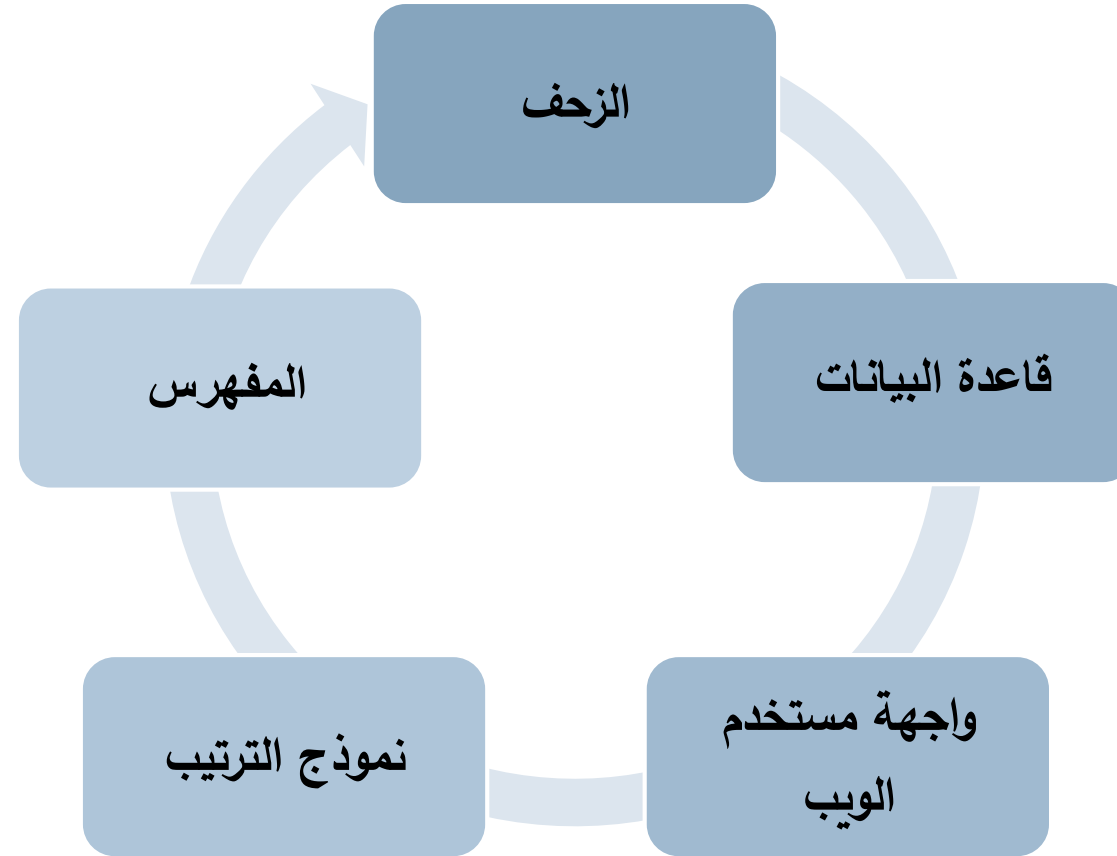 الزحف
قاعدة البيانات
واجهة مستخدم
الويب
نموذج الترتيب
المفهرس